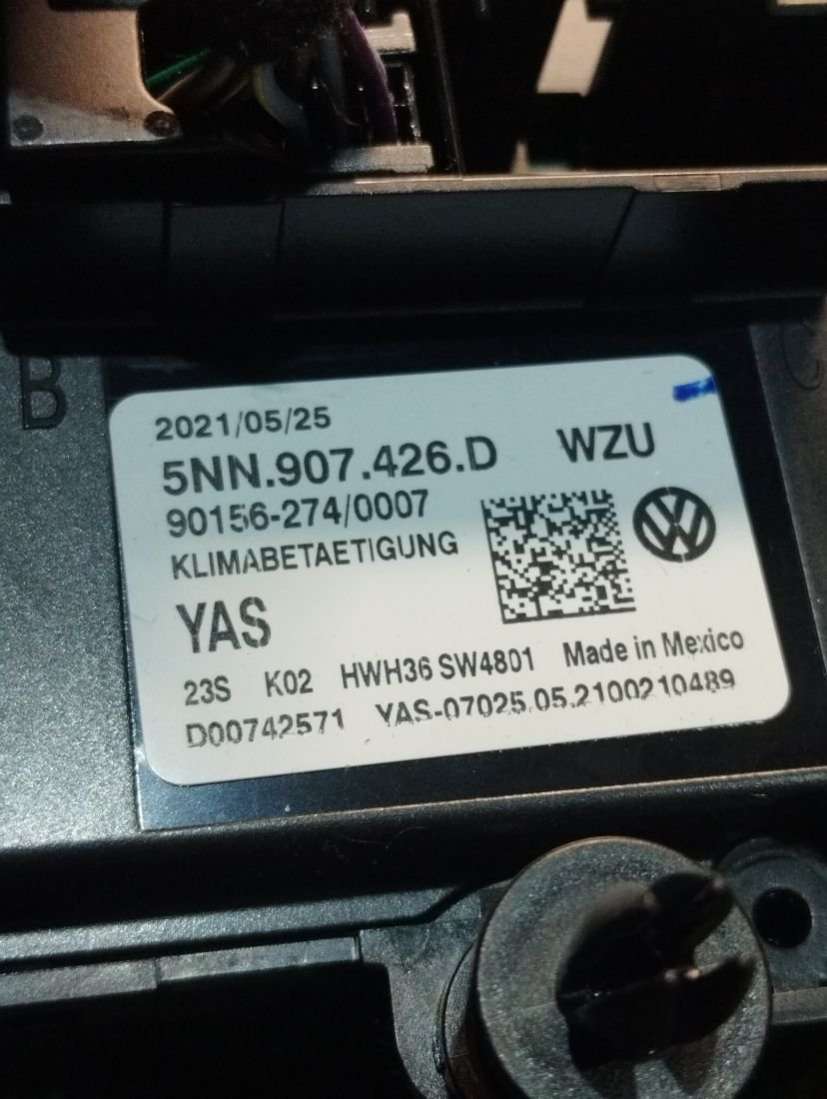 B
C
2021/05/25
5NN.907.426.D WZU
90156-274/0007
KLIMABETAETIGUNG
YAS
23S K02 HWH36 SW4801 Made in Mexico
D00742571 YAS-07025.05.2100210489